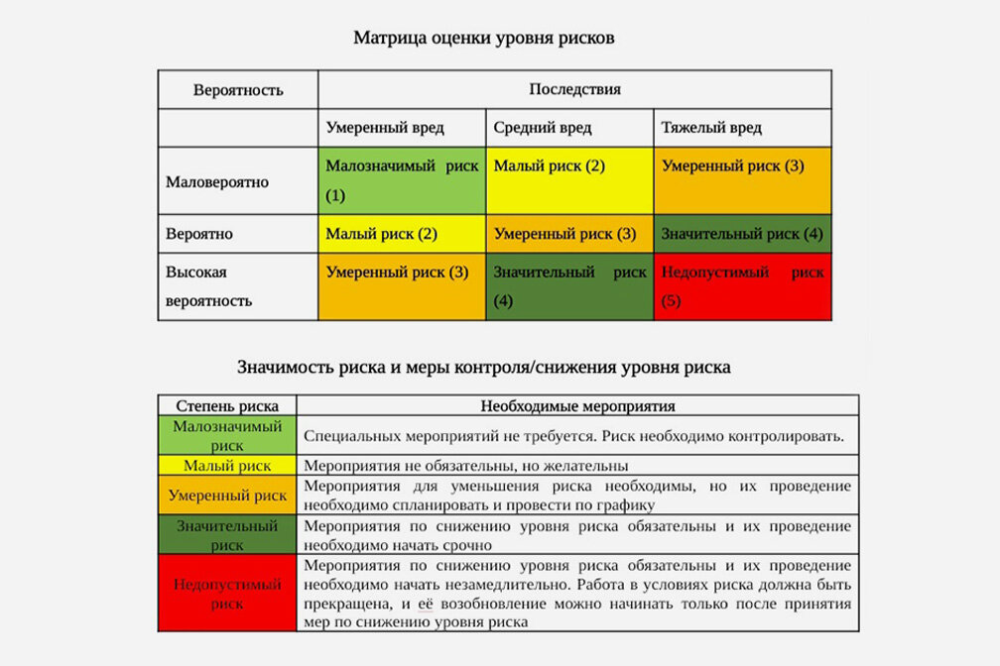 Матрица оценки уровня рисков
Вероятность
Последствия
Умеренный вред
Средний вред
Тяжелый вред
Маловероятно
Малозначимый риск
(1)
Малый риск (2)
Умеренный риск (3)
Вероятно
Малый риск (2)
Умеренный риск (3)
Значительный риск (4)
Высокая
вероятность
Умеренный риск (3)
Значительный риск
(4)
Недопустимый риск
(5)
Значимость риска и меры контроля/снижения уровня риска
Степень риска
Необходимые мероприятия
Малозначимый
риск
Специальных мероприятий не требуется. Риск необходимо контролировать.
Малый риск
Мероприятия не обязательны, но желательны
Умеренный риск
Мероприятия для уменьшения риска необходимы, но их проведение
необходимо спланировать и провести по графику
Значительный
риск
Мероприятия по снижению уровня риска обязательны и их проведение
необходимо начать срочно
Недопустимый
риск
Мероприятия по снижению уровня риска обязательны и их проведение
необходимо начать незамедлительно. Работа в условиях риска должна быть
прекращена, и её возобновление можно начинать только после принятия
мер по снижению уровня риска